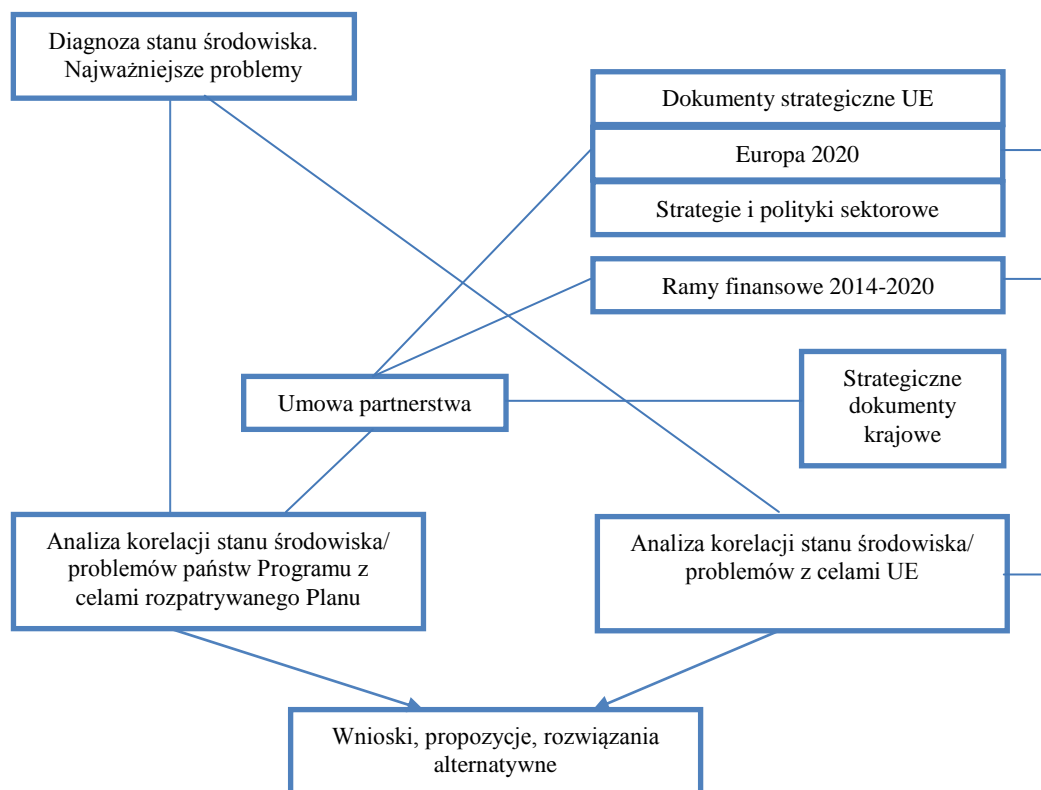 Diagnoza stanu środowiska.
Najważniejsze problemy
Dokumenty strategiczne UE
Europa 2020
Strategie i polityki sektorowe
Ramy finansowe 2014-2020
Umowa partnerstwa
Strategiczne
dokumenty
krajowe
Analiza korelacji stanu środowiska/
problemów państw Programu z
celami rozpatrywanego Planu
Analiza korelacji stanu środowiska/
problemów z celami UE
Wnioski, propozycje, rozwiązania
alternatywne